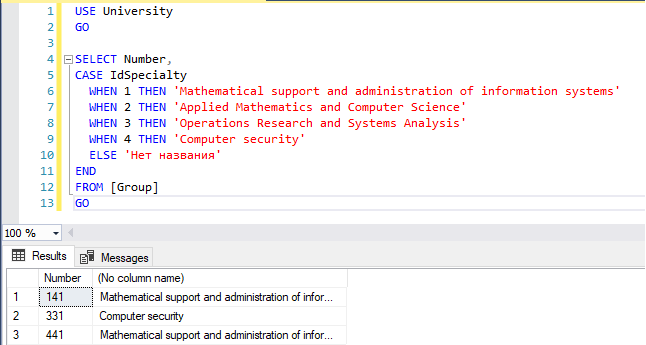 1 USE University
2 GO
3
4 SELECT Number,
5 CASE IdSpecialty
6 WHEN 1 THEN 'Mathematical support and administration of information systems'
7 WHEN 2 THEN 'Applied Mathematics and Computer Science'
8 WHEN 3 THEN 'Operations Research and Systems Analysis'
9 WHEN 4 THEN 'Computer security'
10 ELSE 'Нет названия'
11 END
12 FROM [Group]
13 GO
100 %
Results Messages
Number (No column name)
1 141 Mathematical support and administration of infor...
2 331 Computer security
3 441 Mathematical support and administration of infor...